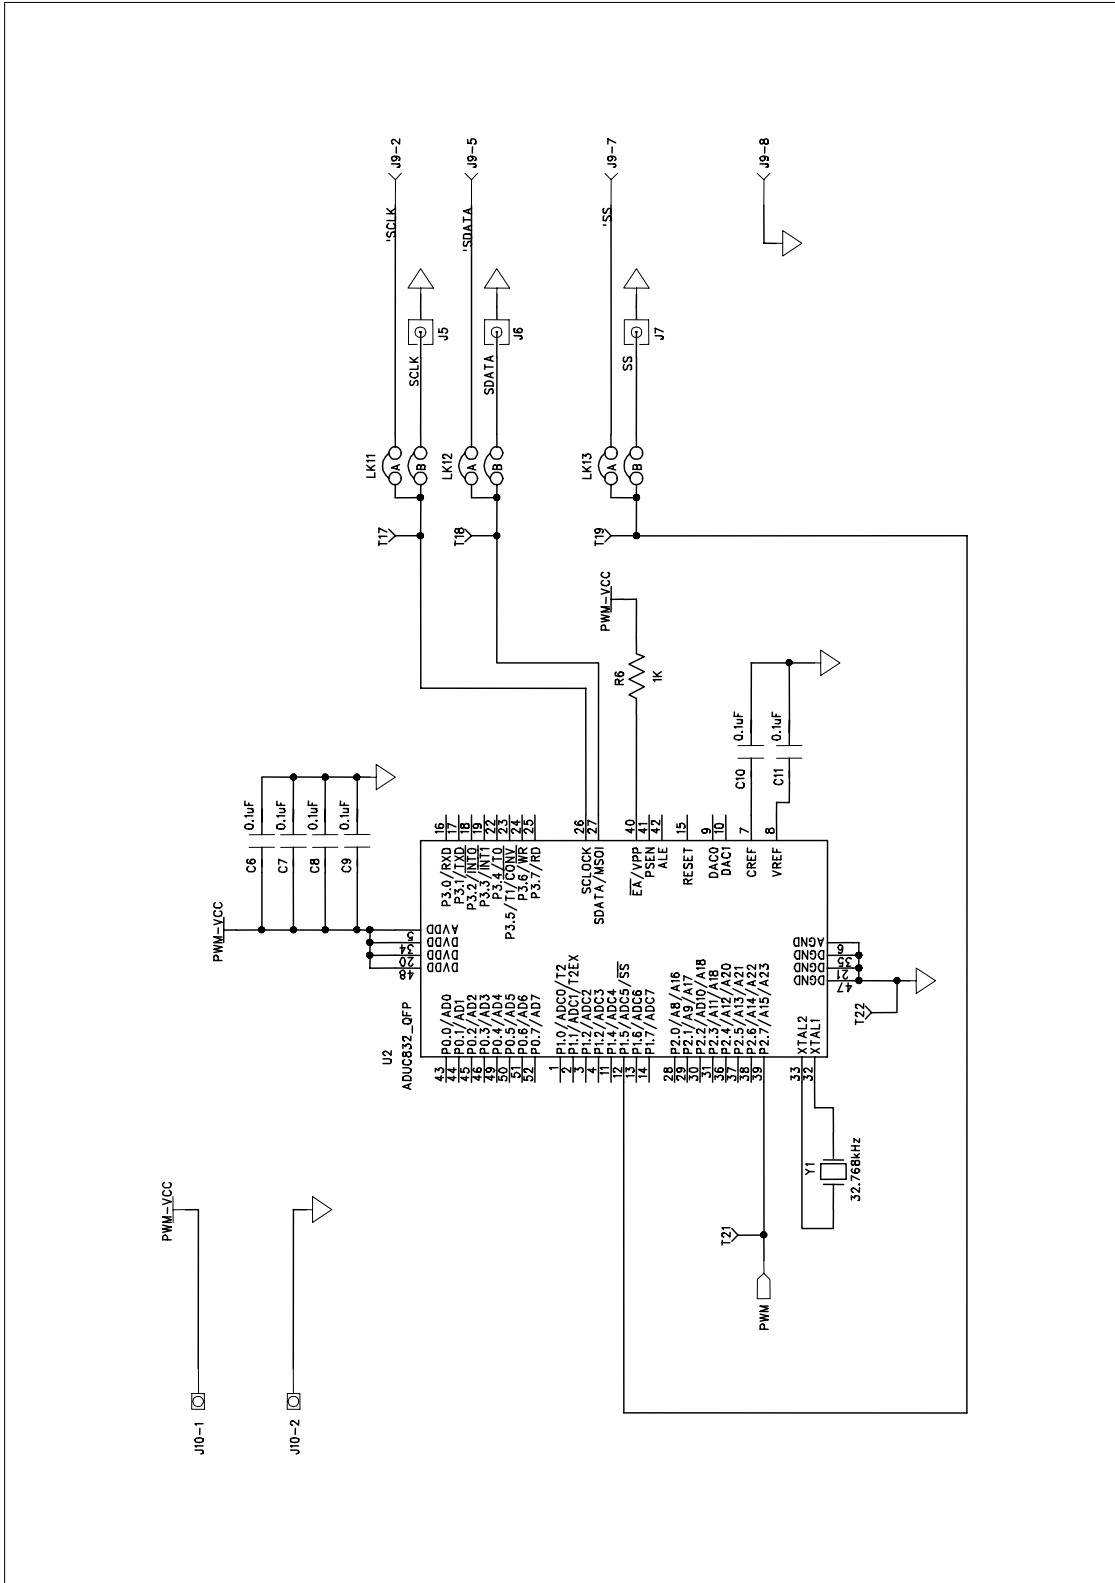 J10-1
PWM-VCC
J10-2
PWM-VCC
C6 0.1uF
C7 0.1uF
C8 0.1uF
C9 0.1uF
U2
ADUC832_QFP
48 DVDD
20 DVDD
34 DVDD
5 AVDD
43 P0.0/AD0
44 P0.1/AD1
45 P0.2/AD2
46 P0.3/AD3
49 P0.4/AD4
50 P0.5/AD5
51 P0.6/AD6
52 P0.7/AD7
1 P1.0/ADC0/T2
2 P1.1/ADC1/T2EX
3 P1.2/ADC2
4 P1.2/ADC3
11 P1.4/ADC4
12 P1.5/ADC5/SS
13 P1.6/ADC6
14 P1.7/ADC7
28 P2.0/A8/A16
29 P2.1/A9/A17
30 P2.2/AD10/A18
31 P2.3/A11/A18
36 P2.4/A12/A20
37 P2.5/A13/A21
38 P2.6/A14/A22
39 P2.7/A15/A23
33 XTAL2
32 XTAL1
P3.0/RXD 16
P3.1/TXD 17
P3.2/INT0 18
P3.3/INT1 19
P3.4/T0 22
P3.5/T1/CONV 23
P3.6/WR 24
P3.7/RD 25
SCLOCK 26
SDATA/MSOI 27
EA/VPP 40
PSEN 41
ALE 42
RESET 15
DAC0 9
DAC1 10
CREF 7
VREF 8
47 DGND
21 DGND
35 DGND
6 AGND
T22
PWM
T21
Y1
32.768kHz
C10 0.1uF
C11 0.1uF
R6
1K
PWM-VCC
T17
LK11
A
B
'SCLK
J9-2
SCLK
J5
T18
LK12
A
B
'SDATA
J9-5
SDATA
J6
T19
LK13
A
B
'SS
J9-7
SS
J7
J9-8